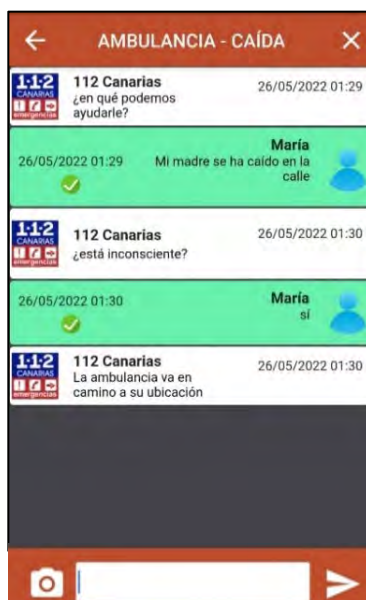 AMBULANCIA - CAÍDA
1·1·2
CANARIAS
emergencias
112 Canarias
26/05/2022 01:29
¿en qué podemos
ayudarle?
María
26/05/2022 01:29
Mi madre se ha caído en la
calle
1·1·2
CANARIAS
emergencias
112 Canarias
26/05/2022 01:30
¿está inconsciente?
26/05/2022 01:30
María
sí
1·1·2
CANARIAS
emergencias
112 Canarias
26/05/2022 01:30
La ambulancia va en
camino a su ubicación